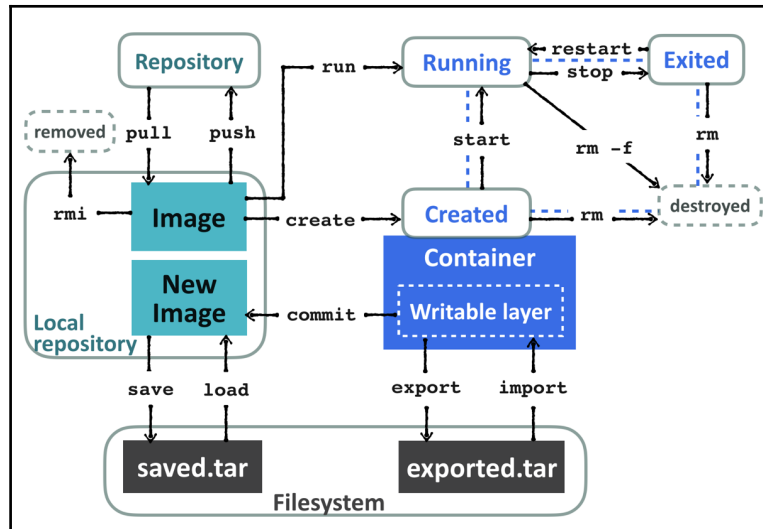 Repository
run
Running
restart
stop
Exited
removed
pull
push
start
rm -f
rm
rmi
Image
create
Created
rm
destroyed
Container
New
Image
commit
Writable layer
Local
repository
save
load
export
import
saved.tar
exported.tar
Filesystem